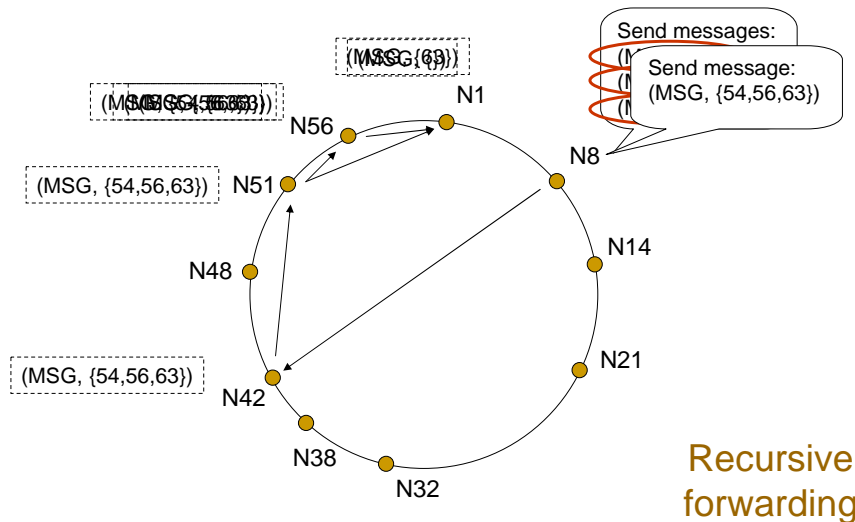 Send messages:
Send message:
(MSG, {54,56,63})
N1
N56
N8
(MSG, {54,56,63})
N51
N14
N48
N21
(MSG, {54,56,63})
N42
N38
N32
Recursive
forwarding